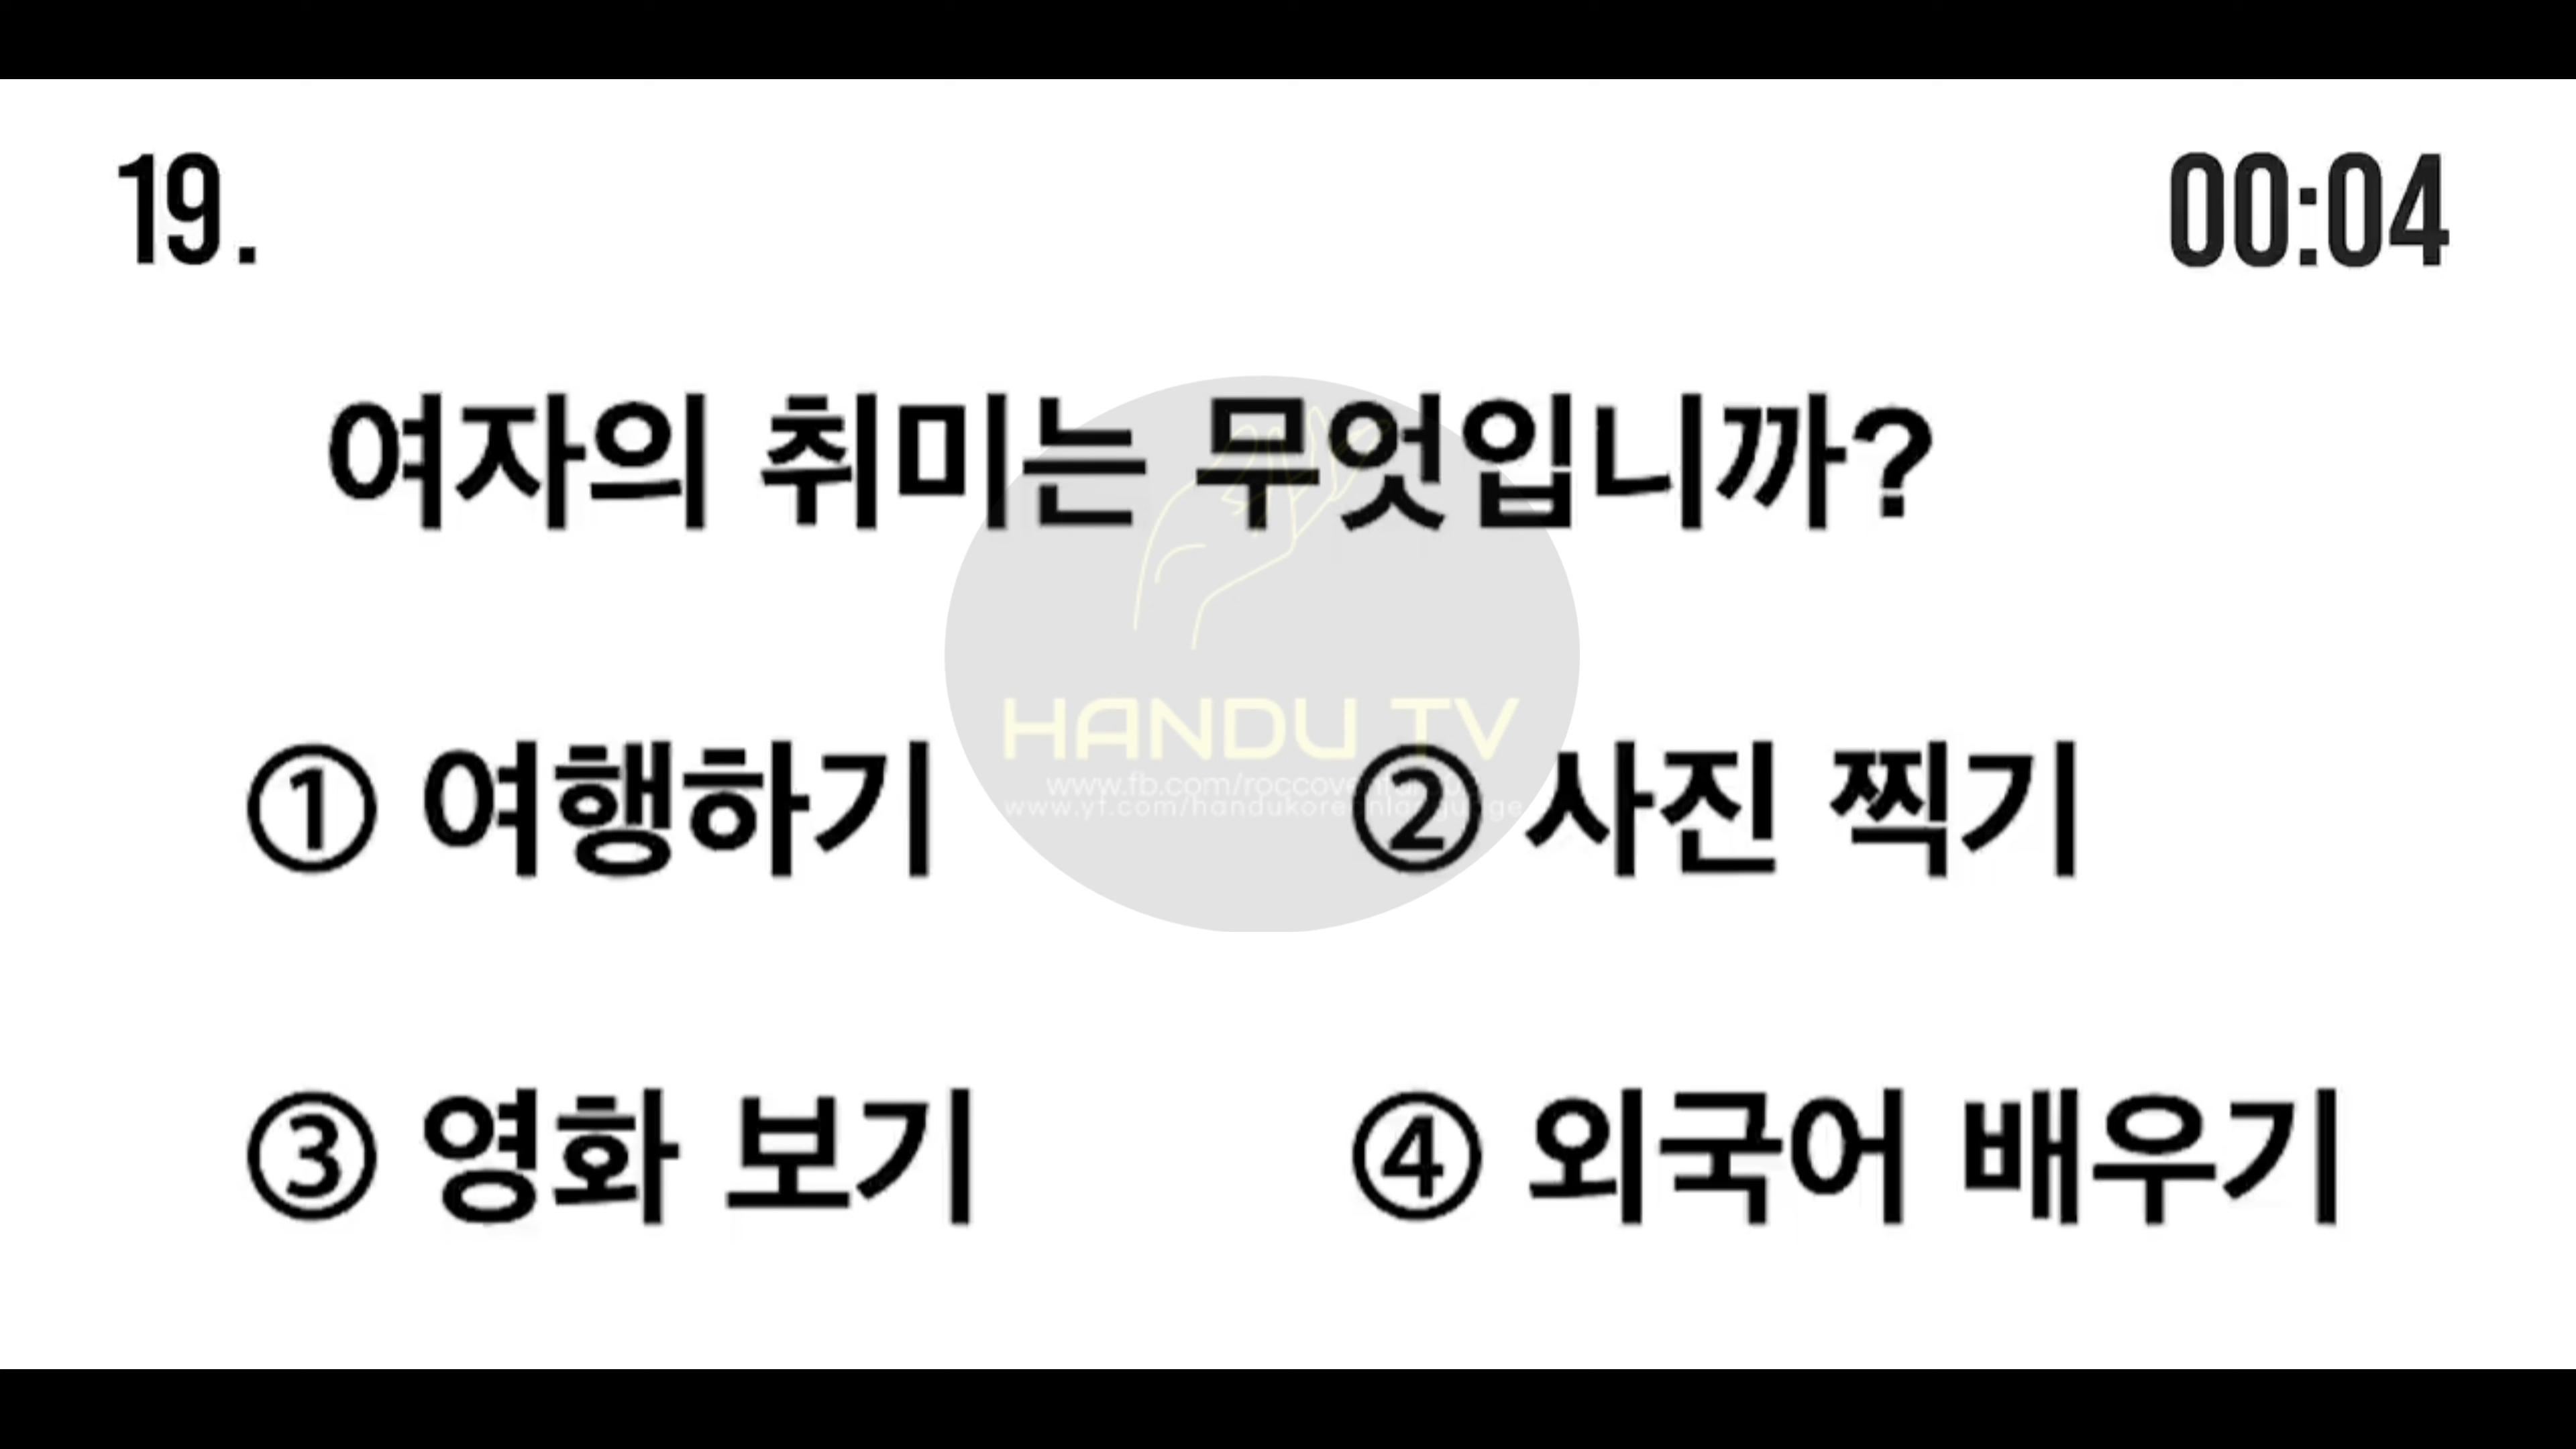 19.
00:04
여자의 취미는 무엇입니까?
HANDU TV
① 여행하기
② 사진 찍기
③ 영화 보기
④ 외국어 배우기